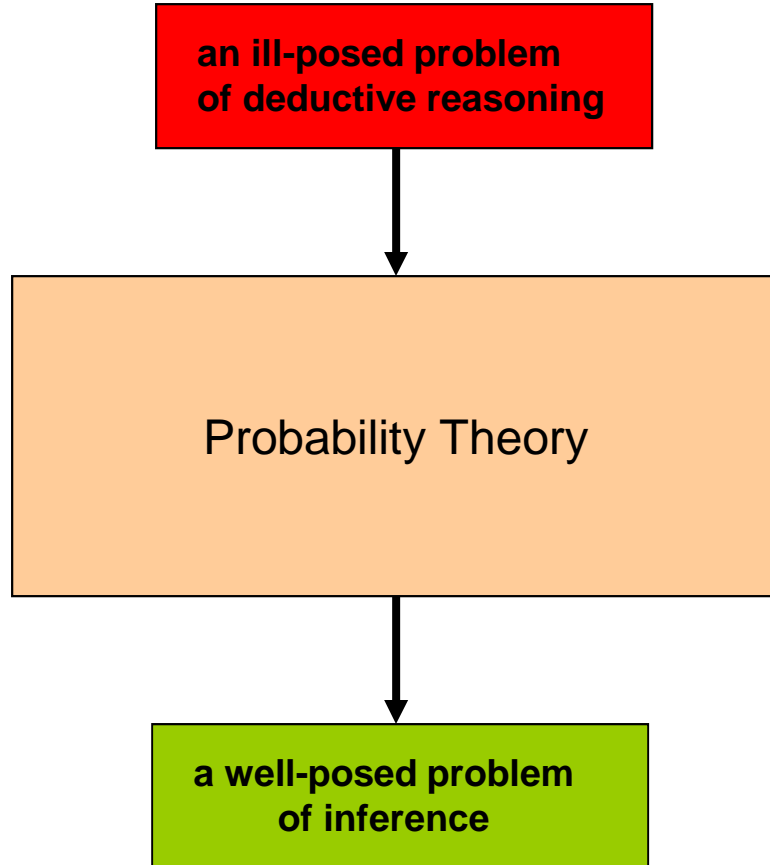 an ill-posed problem
of deductive reasoning
Probability Theory
a well-posed problem
of inference